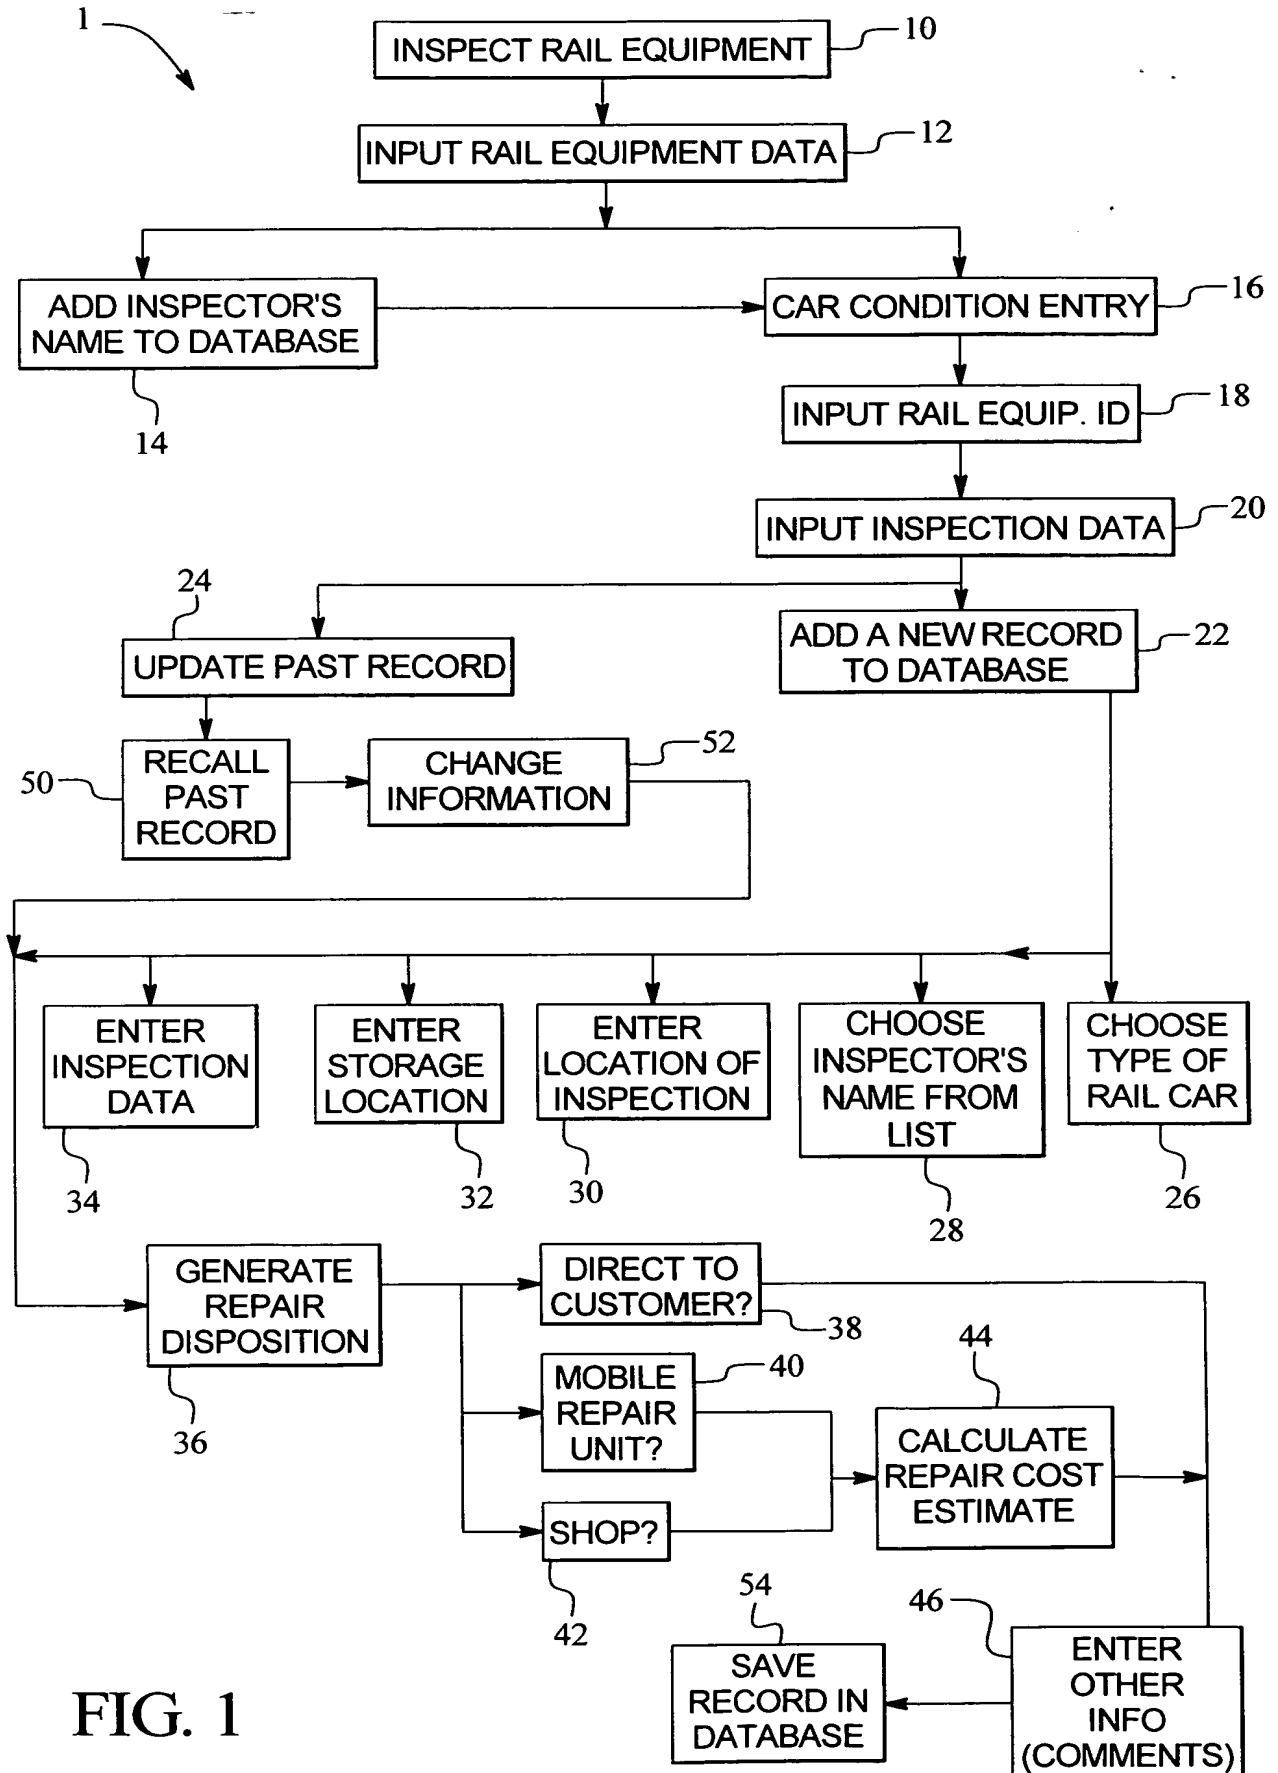 1
INSPECT RAIL EQUIPMENT
10
INPUT RAIL EQUIPMENT DATA
12
ADD INSPECTOR'S
NAME TO DATABASE
14
CAR CONDITION ENTRY
16
INPUT RAIL EQUIP. ID
18
INPUT INSPECTION DATA
20
24
UPDATE PAST RECORD
ADD A NEW RECORD
TO DATABASE
22
50
RECALL
PAST
RECORD
CHANGE
INFORMATION
52
ENTER
INSPECTION
DATA
34
ENTER
STORAGE
LOCATION
32
ENTER
LOCATION OF
INSPECTION
30
CHOOSE
INSPECTOR'S
NAME FROM
LIST
28
CHOOSE
TYPE OF
RAIL CAR
26
GENERATE
REPAIR
DISPOSITION
36
DIRECT TO
CUSTOMER?
38
MOBILE
REPAIR
UNIT?
40
SHOP?
42
44
CALCULATE
REPAIR COST
ESTIMATE
46
ENTER
OTHER
INFO
(COMMENTS)
54
SAVE
RECORD IN
DATABASE
FIG. 1